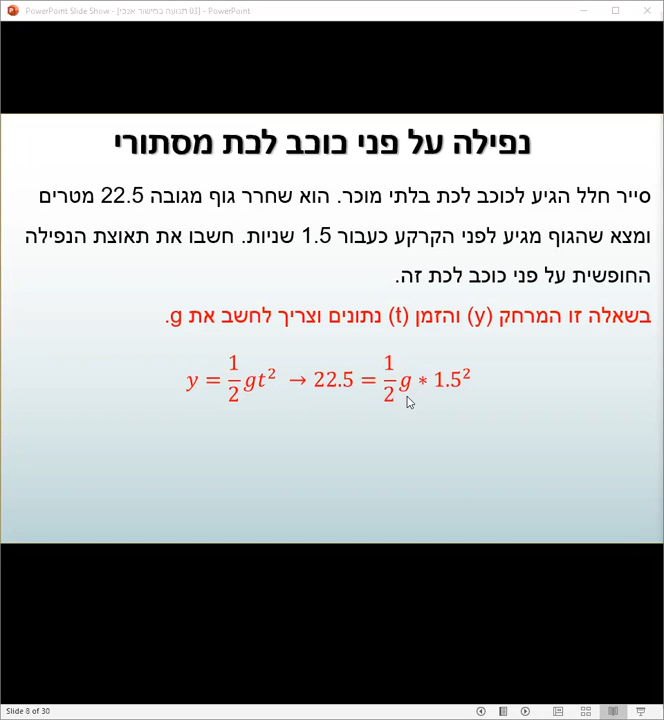 PowerPoint Slide Show - [03 תנועה במישור אנכי] - PowerPoint
נפילה על פני כוכב לכת מסתורי
סייר חלל הגיע לכוכב לכת בלתי מוכר. הוא שחרר גוף מגובה 22.5 מטרים
ומצא שהגוף מגיע לפני הקרקע כעבור 1.5 שניות. חשבו את תאוצת הנפילה
החופשית על פני כוכב לכת זה.
בשאלה זו המרחק (y) והזמן (t) נתונים וצריך לחשב את g.
y = 1/2 gt² → 22.5 = 1/2 g * 1.5²
Slide 8 of 30